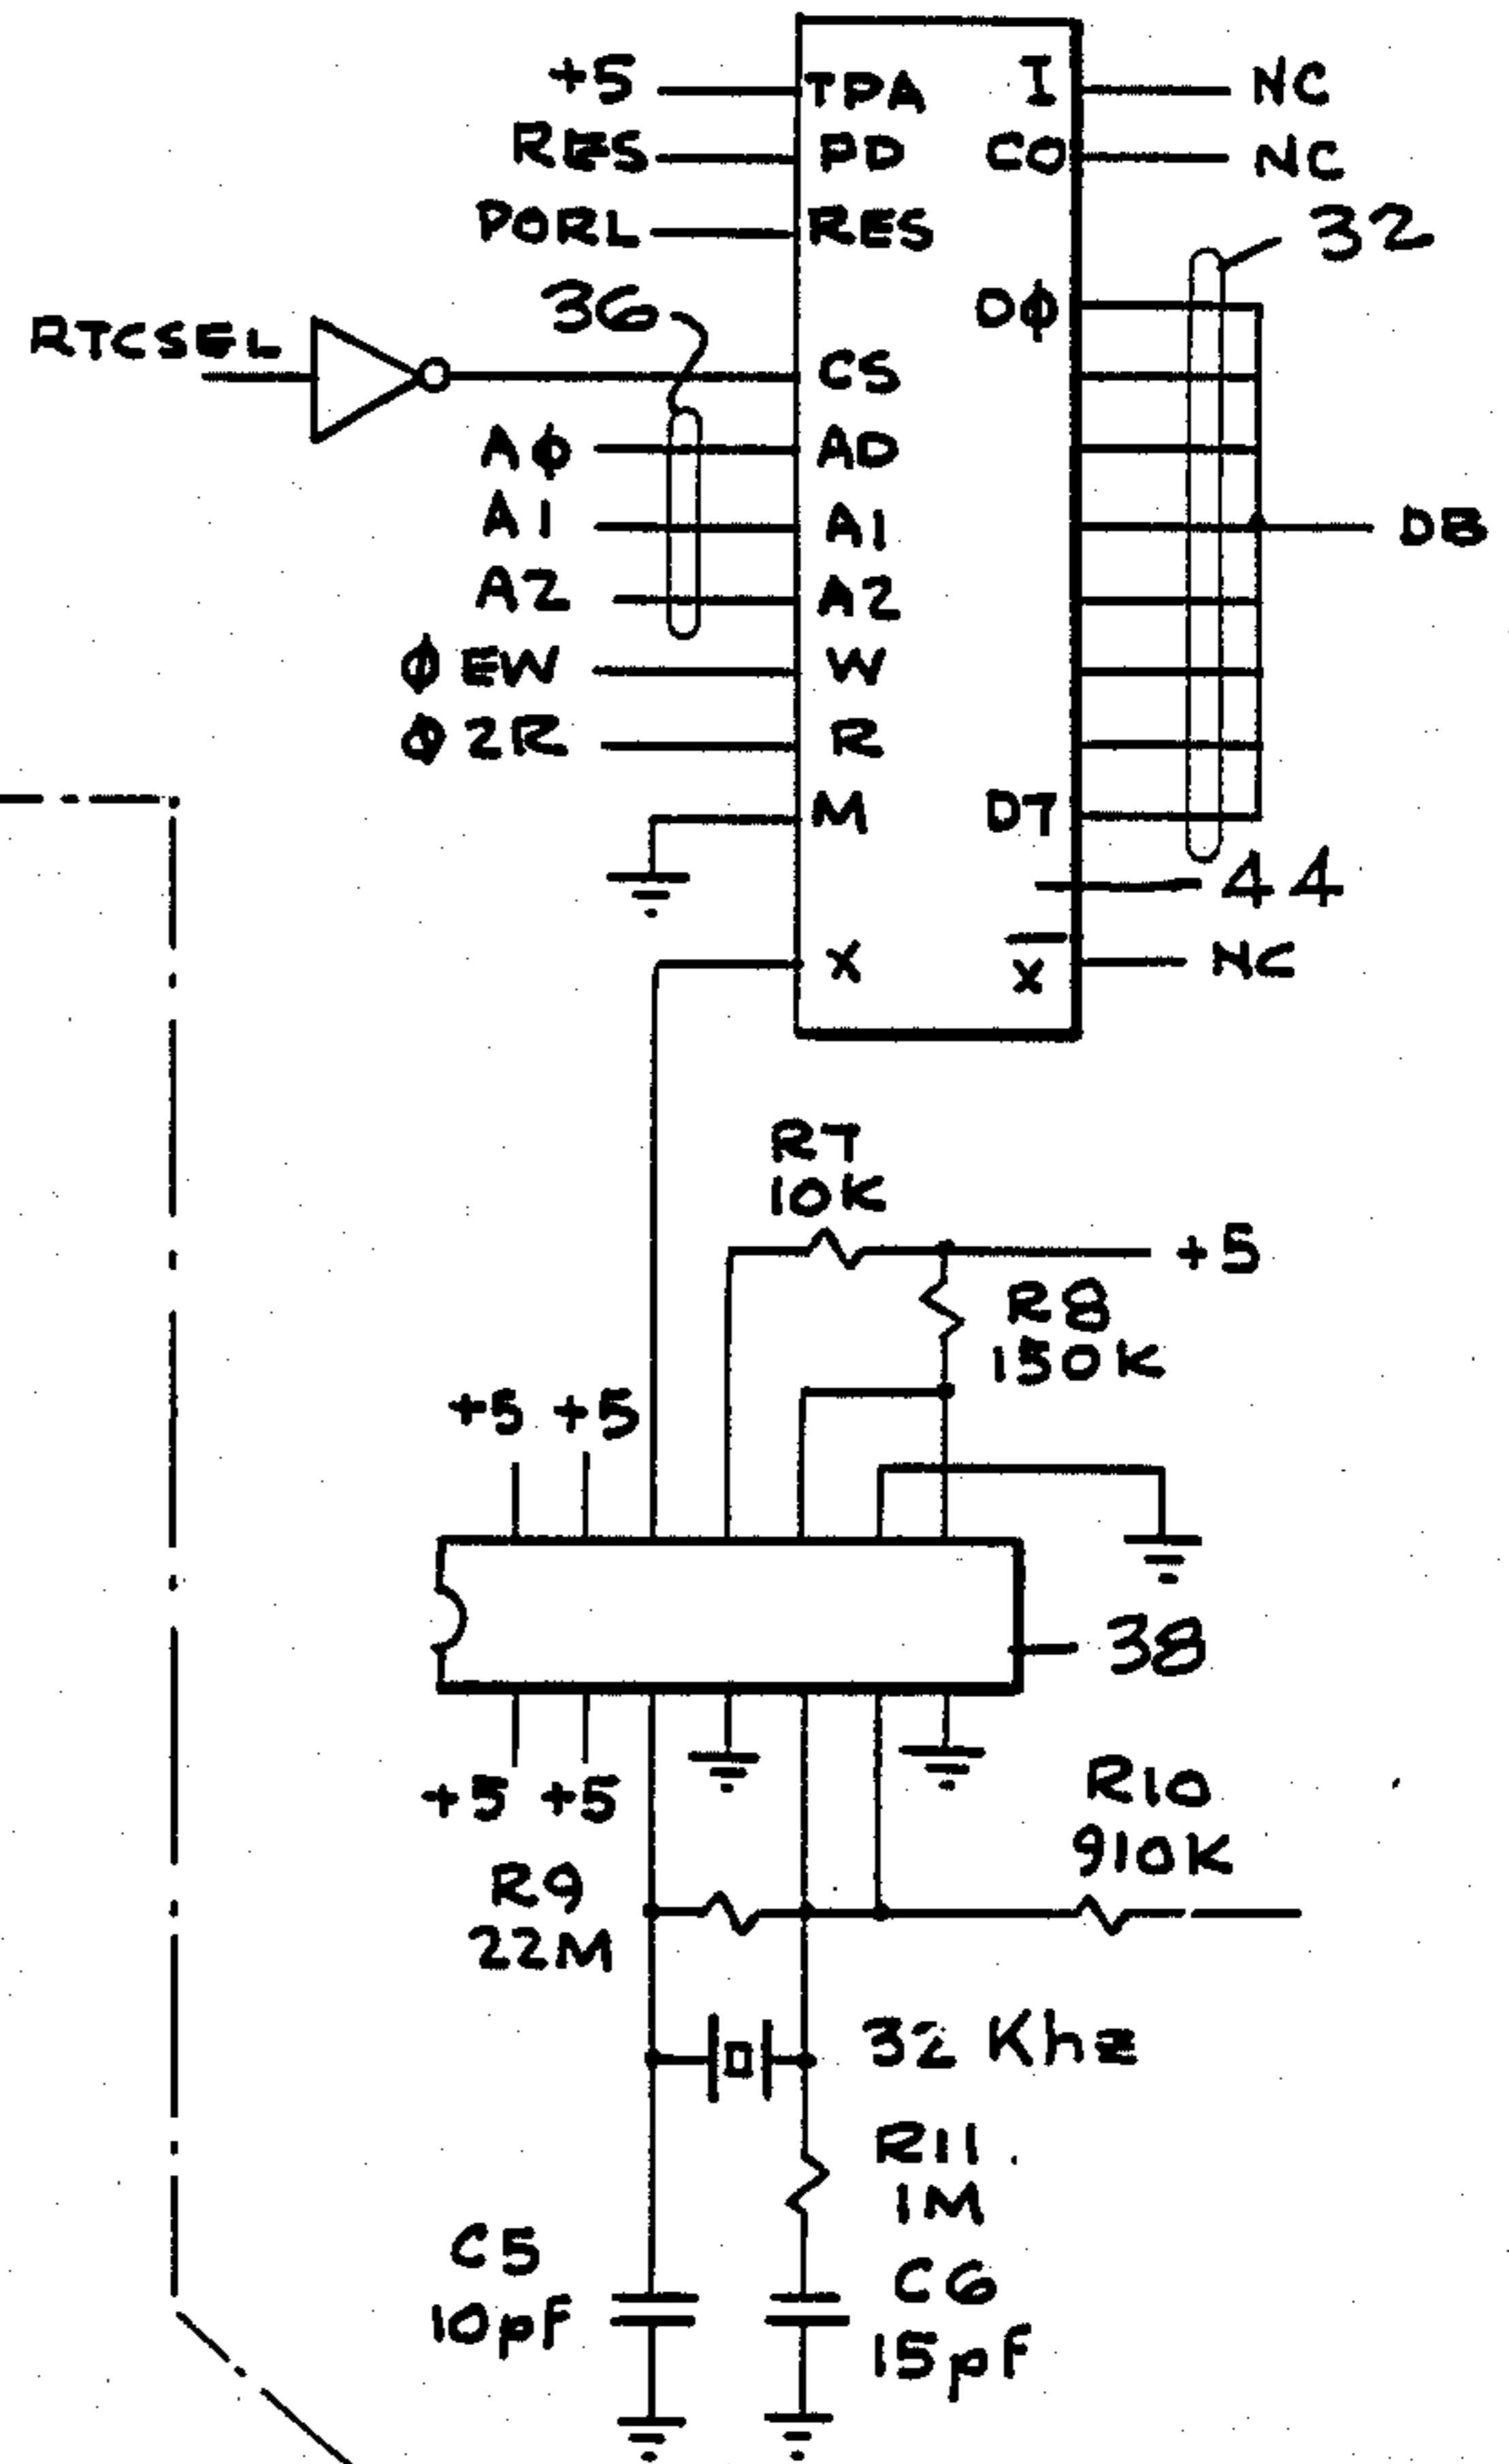 +5 TPA I NC
RES PD CO NC
PORL RES
32
36
DΦ
RTCSEL
CS
AΦ AD
A1 A1
DB
A2 A2
Φ EW W
Φ 2R R
M D7
44
X X̅ NC
R7
10K
+5
R8
150K
+5 +5
38
+5 +5
R10
910K
R9
22M
32 Khz
R11
1M
C5
10pF
C6
15pF